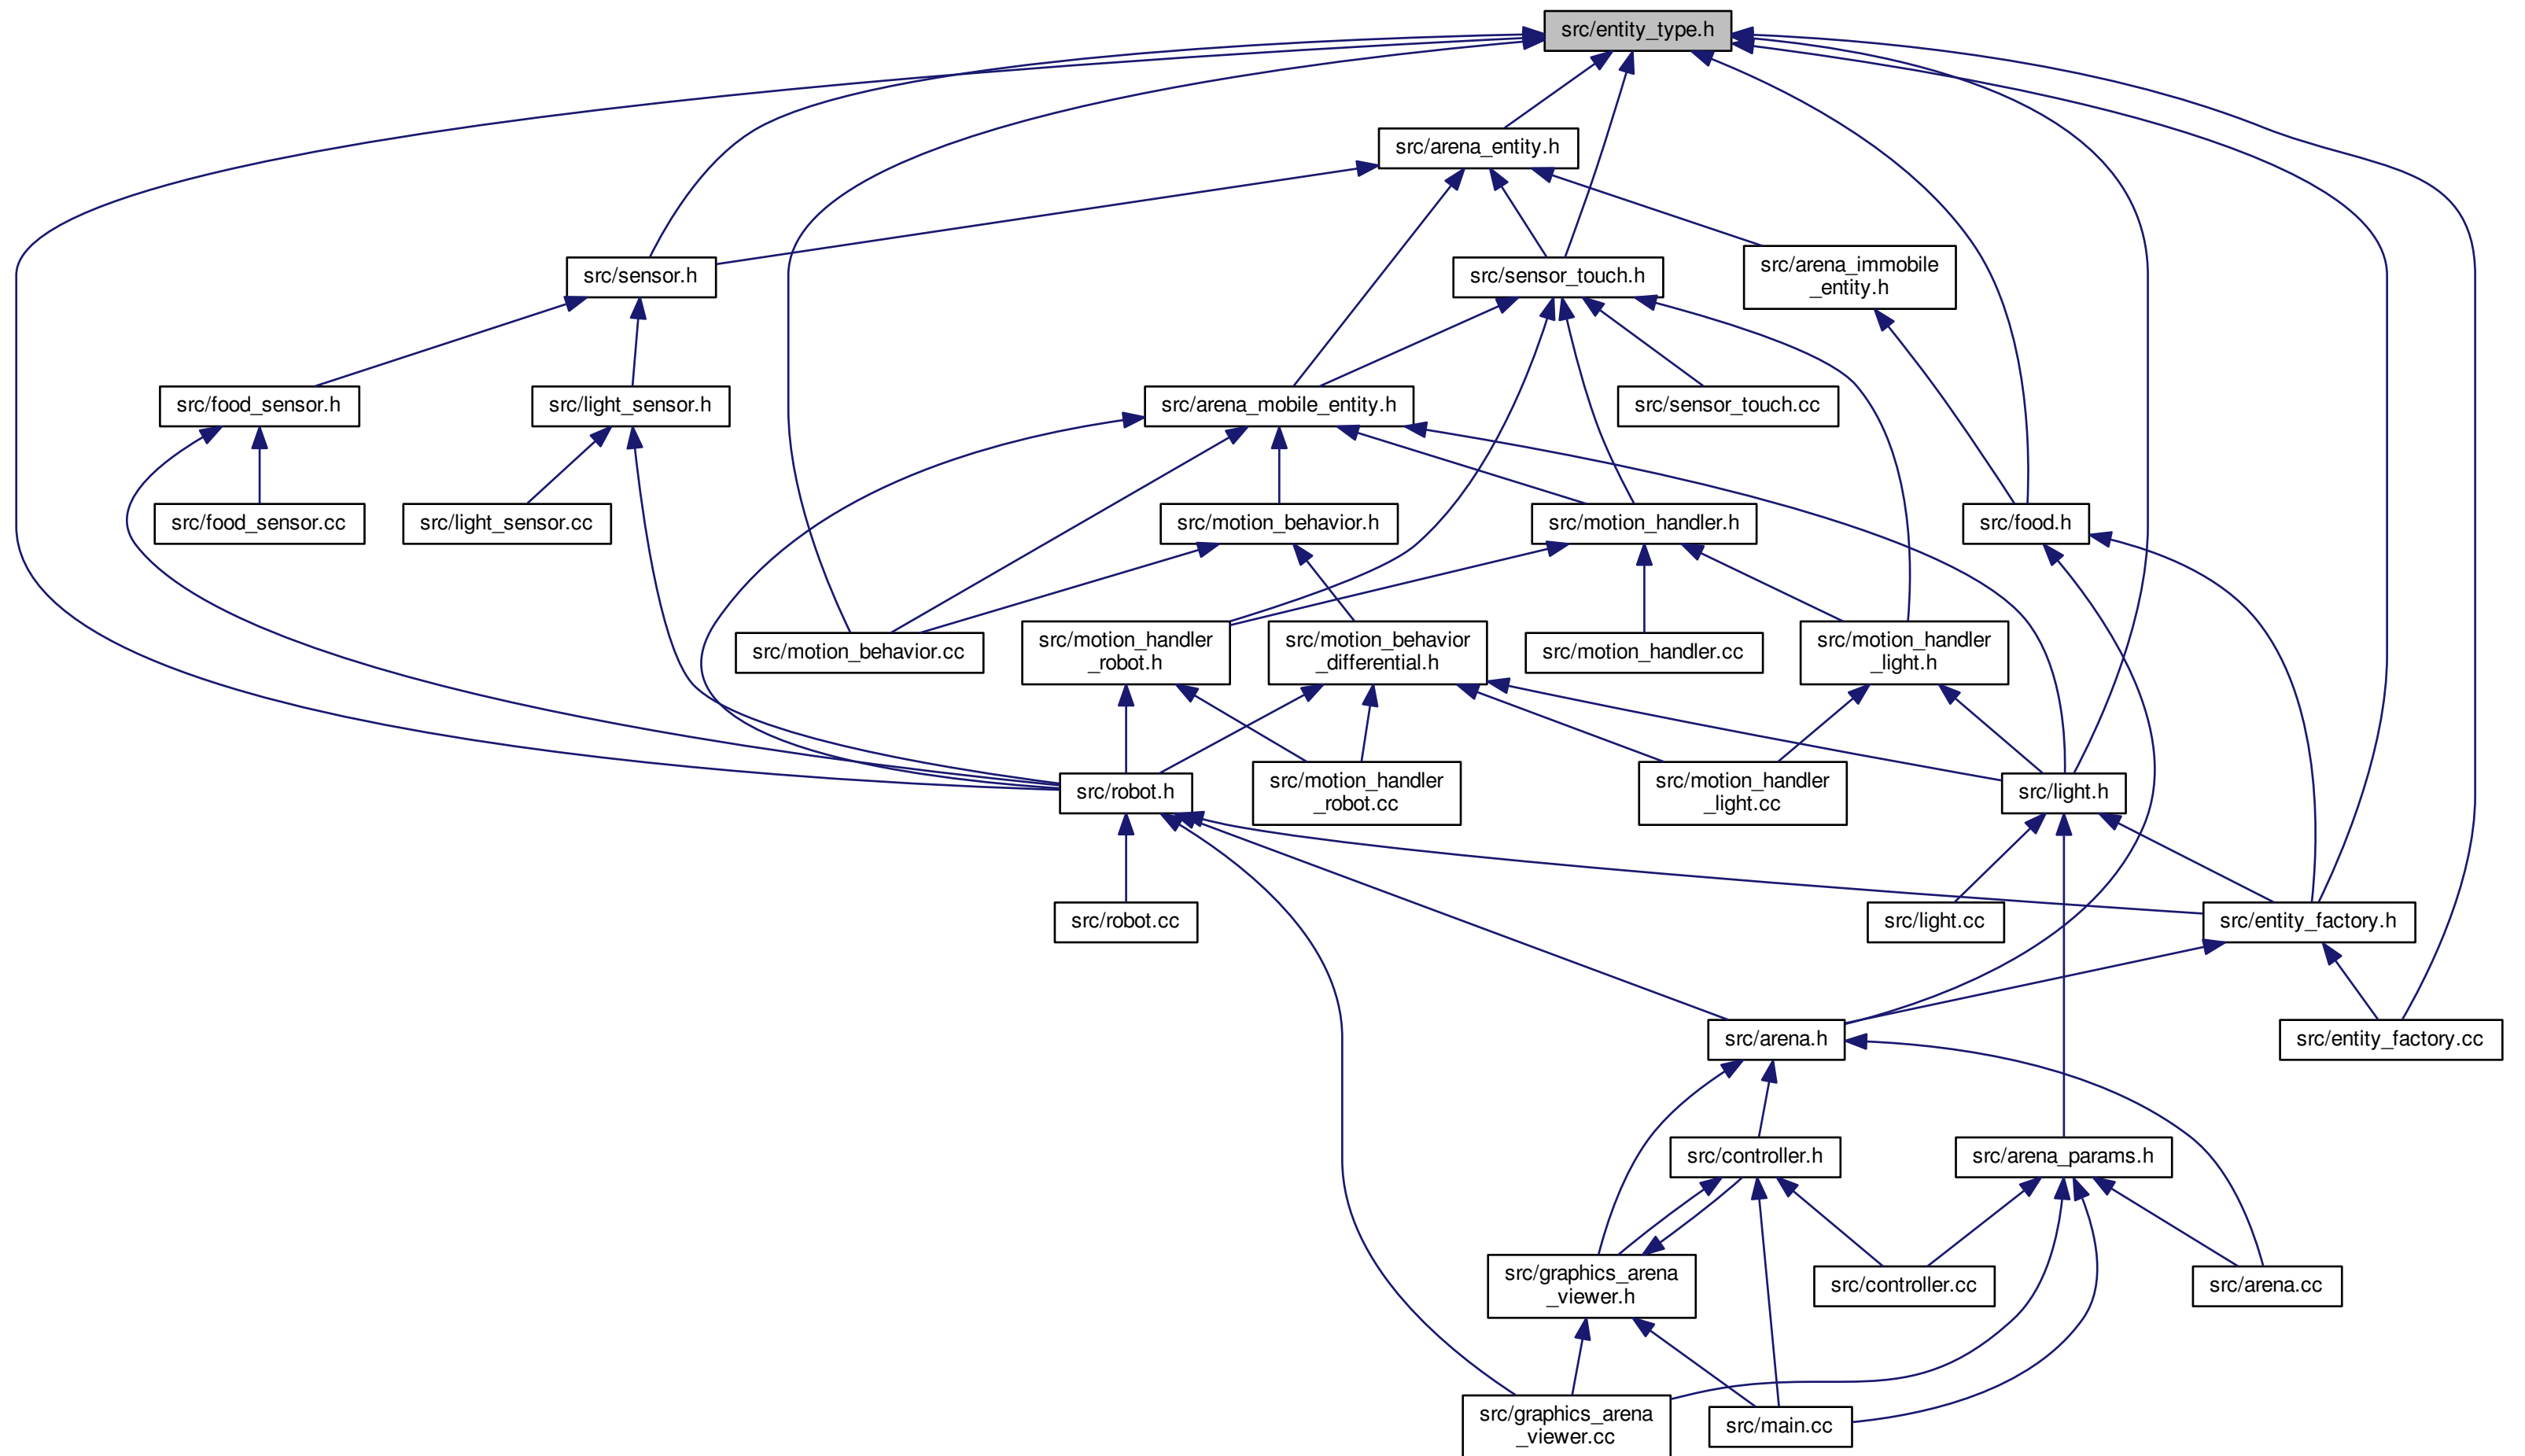 src/entity_type.h
src/arena_entity.h
src/sensor.h
src/sensor_touch.h
src/arena_immobile
_entity.h
src/food_sensor.h
src/light_sensor.h
src/arena_mobile_entity.h
src/sensor_touch.cc
src/food_sensor.cc
src/light_sensor.cc
src/motion_behavior.h
src/motion_handler.h
src/food.h
src/motion_behavior.cc
src/motion_handler
_robot.h
src/motion_behavior
_differential.h
src/motion_handler.cc
src/motion_handler
_light.h
src/robot.h
src/motion_handler
_robot.cc
src/motion_handler
_light.cc
src/light.h
src/robot.cc
src/light.cc
src/entity_factory.h
src/arena.h
src/entity_factory.cc
src/controller.h
src/arena_params.h
src/graphics_arena
_viewer.h
src/controller.cc
src/arena.cc
src/graphics_arena
_viewer.cc
src/main.cc